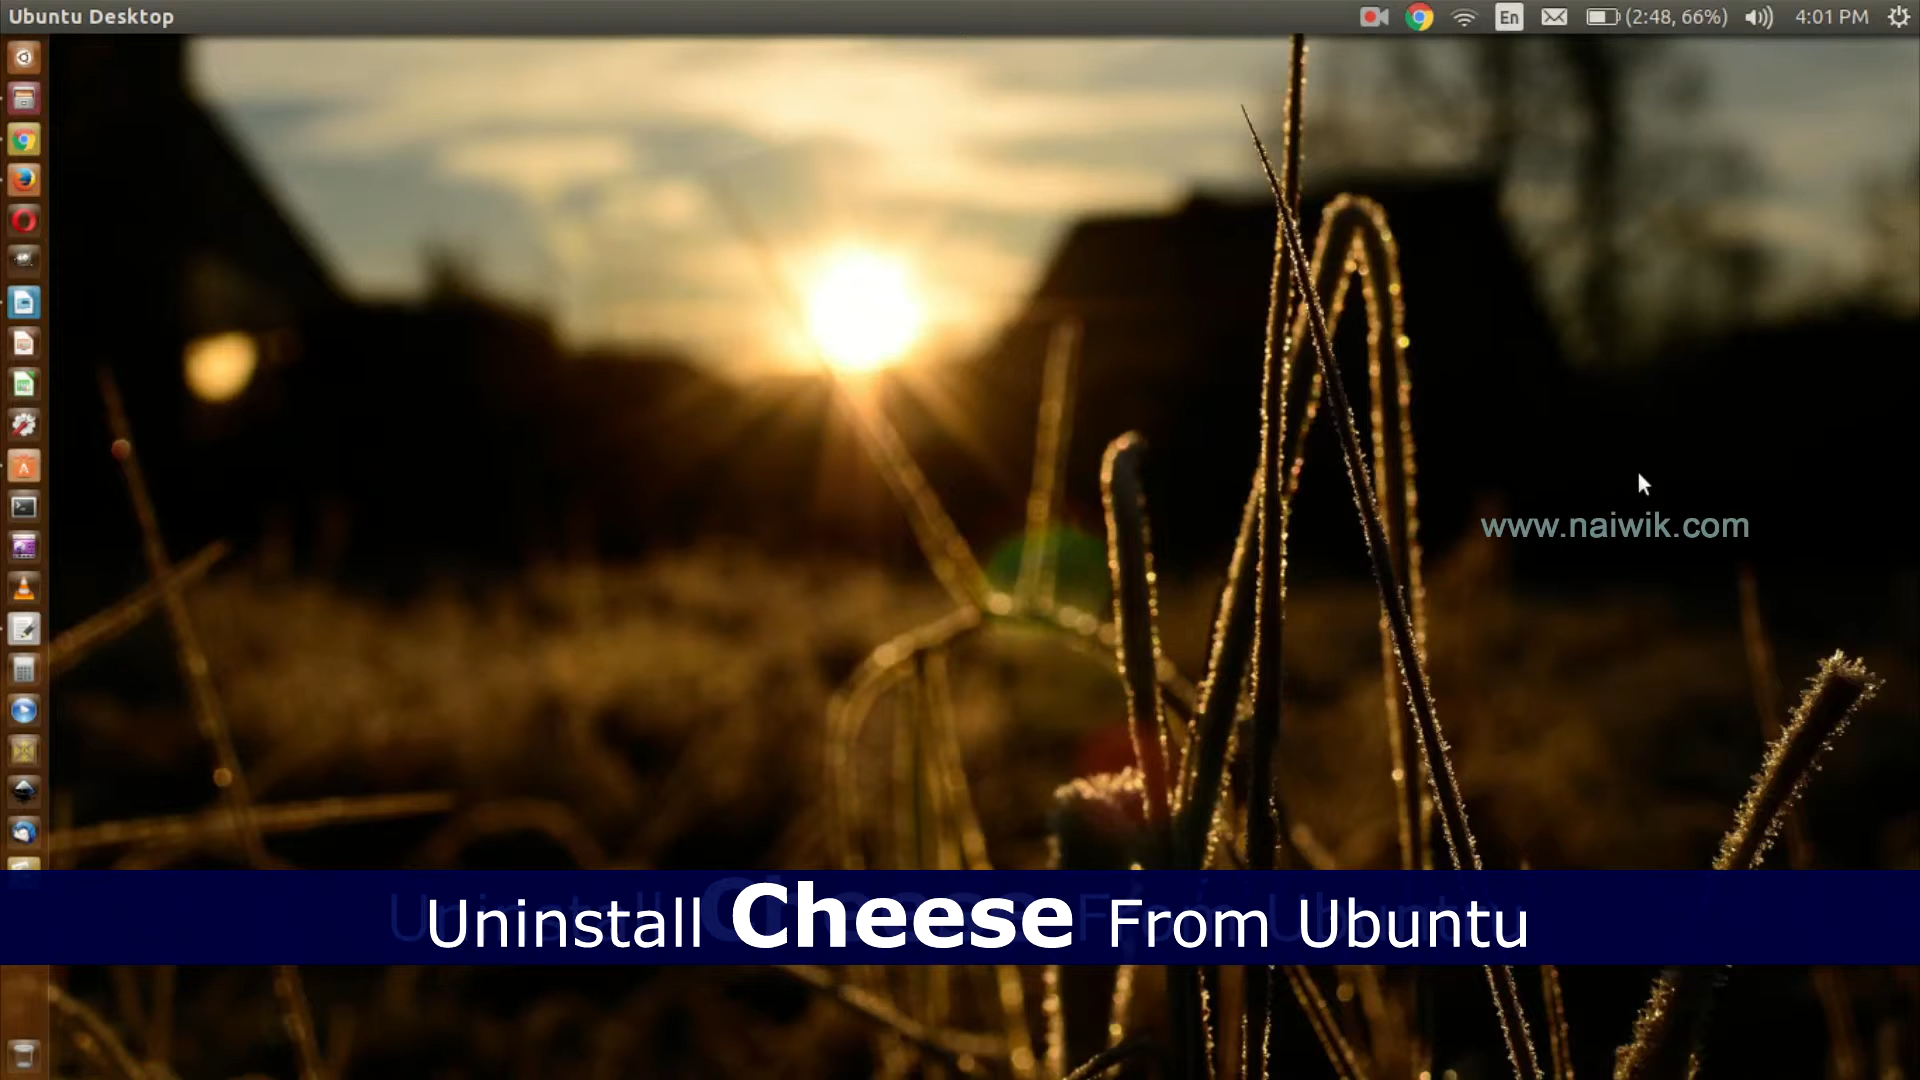 Ubuntu Desktop
En
(2:48, 66%)
4:01 PM
www.naiwik.com
Uninstall Cheese From Ubuntu